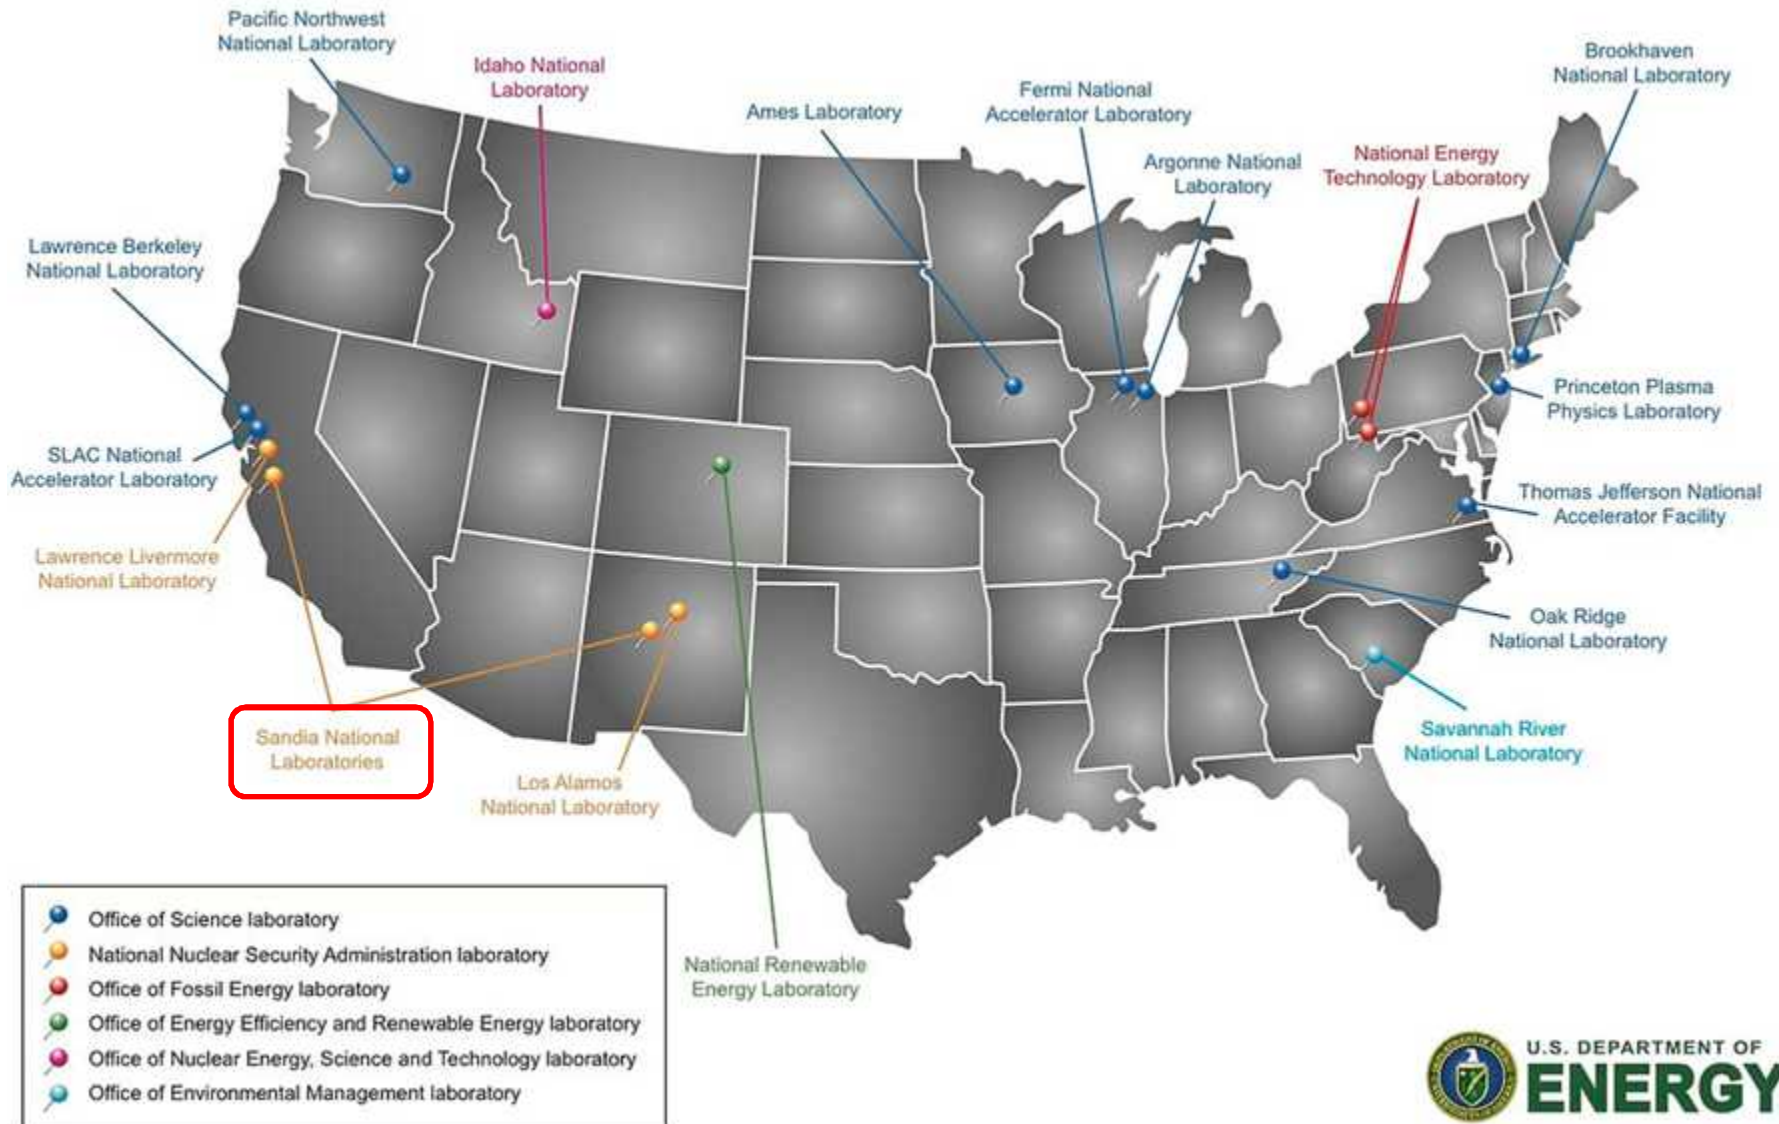 Pacific Northwest
National Laboratory
Idaho National
Laboratory
Ames Laboratory
Fermi National
Accelerator Laboratory
Argonne National
Laboratory
National Energy
Technology Laboratory
Brookhaven
National Laboratory
Lawrence Berkeley
National Laboratory
SLAC National
Accelerator Laboratory
Lawrence Livermore
National Laboratory
Sandia National
Laboratories
Los Alamos
National Laboratory
National Renewable
Energy Laboratory
Princeton Plasma
Physics Laboratory
Thomas Jefferson National
Accelerator Facility
Oak Ridge
National Laboratory
Savannah River
National Laboratory
Office of Science laboratory
National Nuclear Security Administration laboratory
Office of Fossil Energy laboratory
Office of Energy Efficiency and Renewable Energy laboratory
Office of Nuclear Energy, Science and Technology laboratory
Office of Environmental Management laboratory
U.S. DEPARTMENT OF
ENERGY